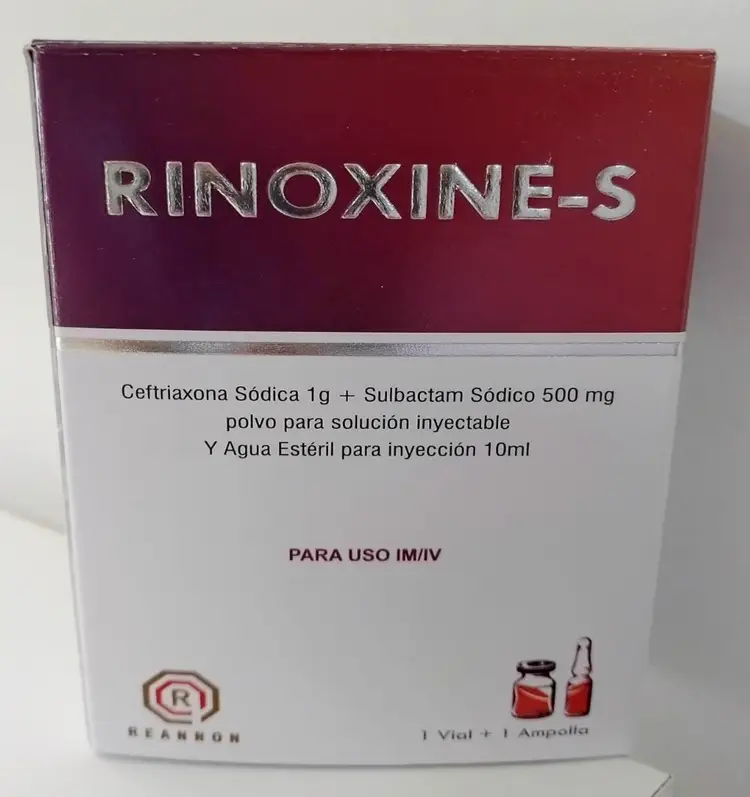 RINOXINE-S
Ceftriaxona Sódica 1g + Sulbactam Sódico 500 mg
polvo para solución inyectable
Y Agua Estéril para inyección 10ml
PARA USO IM/IV
R
REANNON
1 Vial + 1 Ampolla